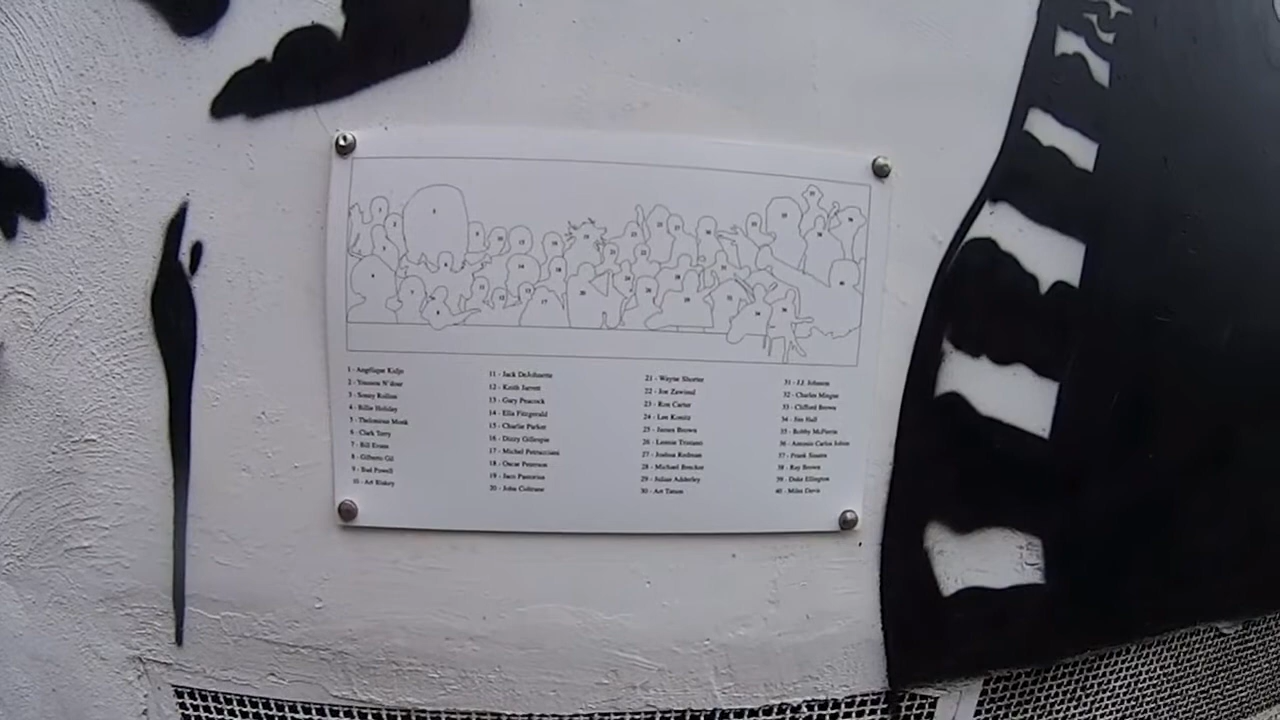 1 - Angélique Kidjo
2 - Youssou N'dour
3 - Sonny Rollins
4 - Billie Holiday
5 - Thelonious Monk
6 - Clark Terry
7 - Bill Evans
8 - Gilberto Gil
9 - Bud Powell
10 - Art Blakey
11 - Jack DeJohnette
12 - Keith Jarrett
13 - Gary Peacock
14 - Ella Fitzgerald
15 - Charlie Parker
16 - Dizzy Gillespie
17 - Michel Petrucciani
18 - Oscar Peterson
19 - Jaco Pastorius
20 - John Coltrane
21 - Wayne Shorter
22 - Joe Zawinul
23 - Ron Carter
24 - Lee Konitz
25 - James Brown
26 - Lennie Tristano
27 - Joshua Redman
28 - Michael Brecker
29 - Julian Adderley
30 - Art Tatum
31 - J.J. Johnson
32 - Charles Mingus
33 - Clifford Brown
34 - Jim Hall
35 - Bobby McFerrin
36 - Antonio Carlos Jobim
37 - Frank Sinatra
38 - Ray Brown
39 - Duke Ellington
40 - Miles Davis